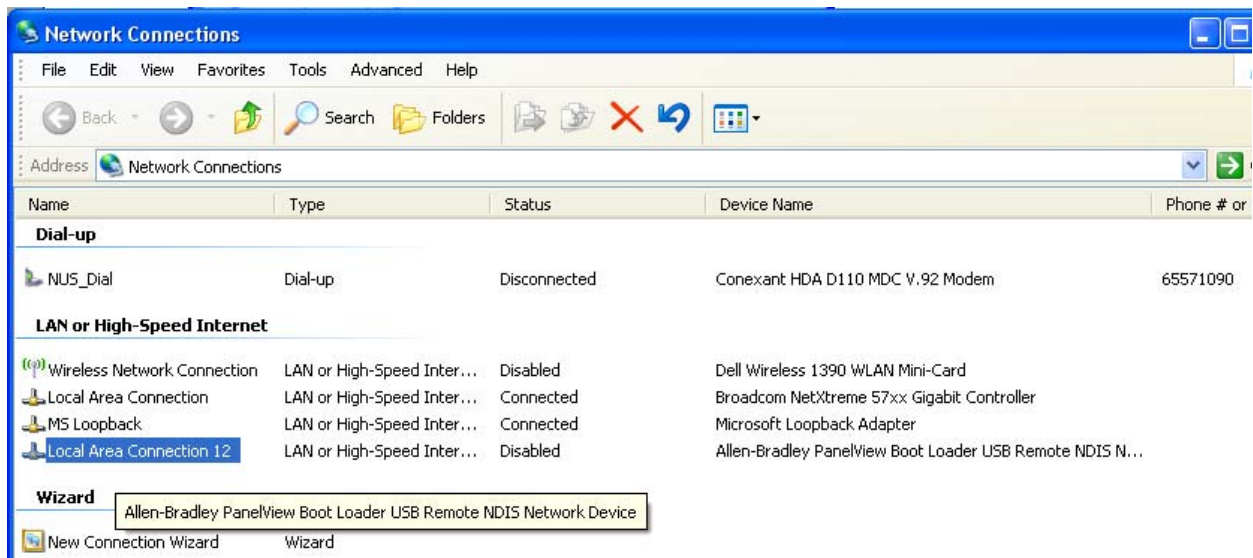 Network Connections
File Edit View Favorites Tools Advanced Help
Back Search Folders
Address Network Connections
Name Type Status Device Name Phone # or
Dial-up
NUS_Dial Dial-up Disconnected Conexant HDA D110 MDC V.92 Modem 65571090
LAN or High-Speed Internet
Wireless Network Connection LAN or High-Speed Inter... Disabled Dell Wireless 1390 WLAN Mini-Card
Local Area Connection LAN or High-Speed Inter... Connected Broadcom NetXtreme 57xx Gigabit Controller
MS Loopback LAN or High-Speed Inter... Connected Microsoft Loopback Adapter
Local Area Connection 12 LAN or High-Speed Inter... Disabled Allen-Bradley PanelView Boot Loader USB Remote NDIS N...
Wizard
Allen-Bradley PanelView Boot Loader USB Remote NDIS Network Device
New Connection Wizard Wizard